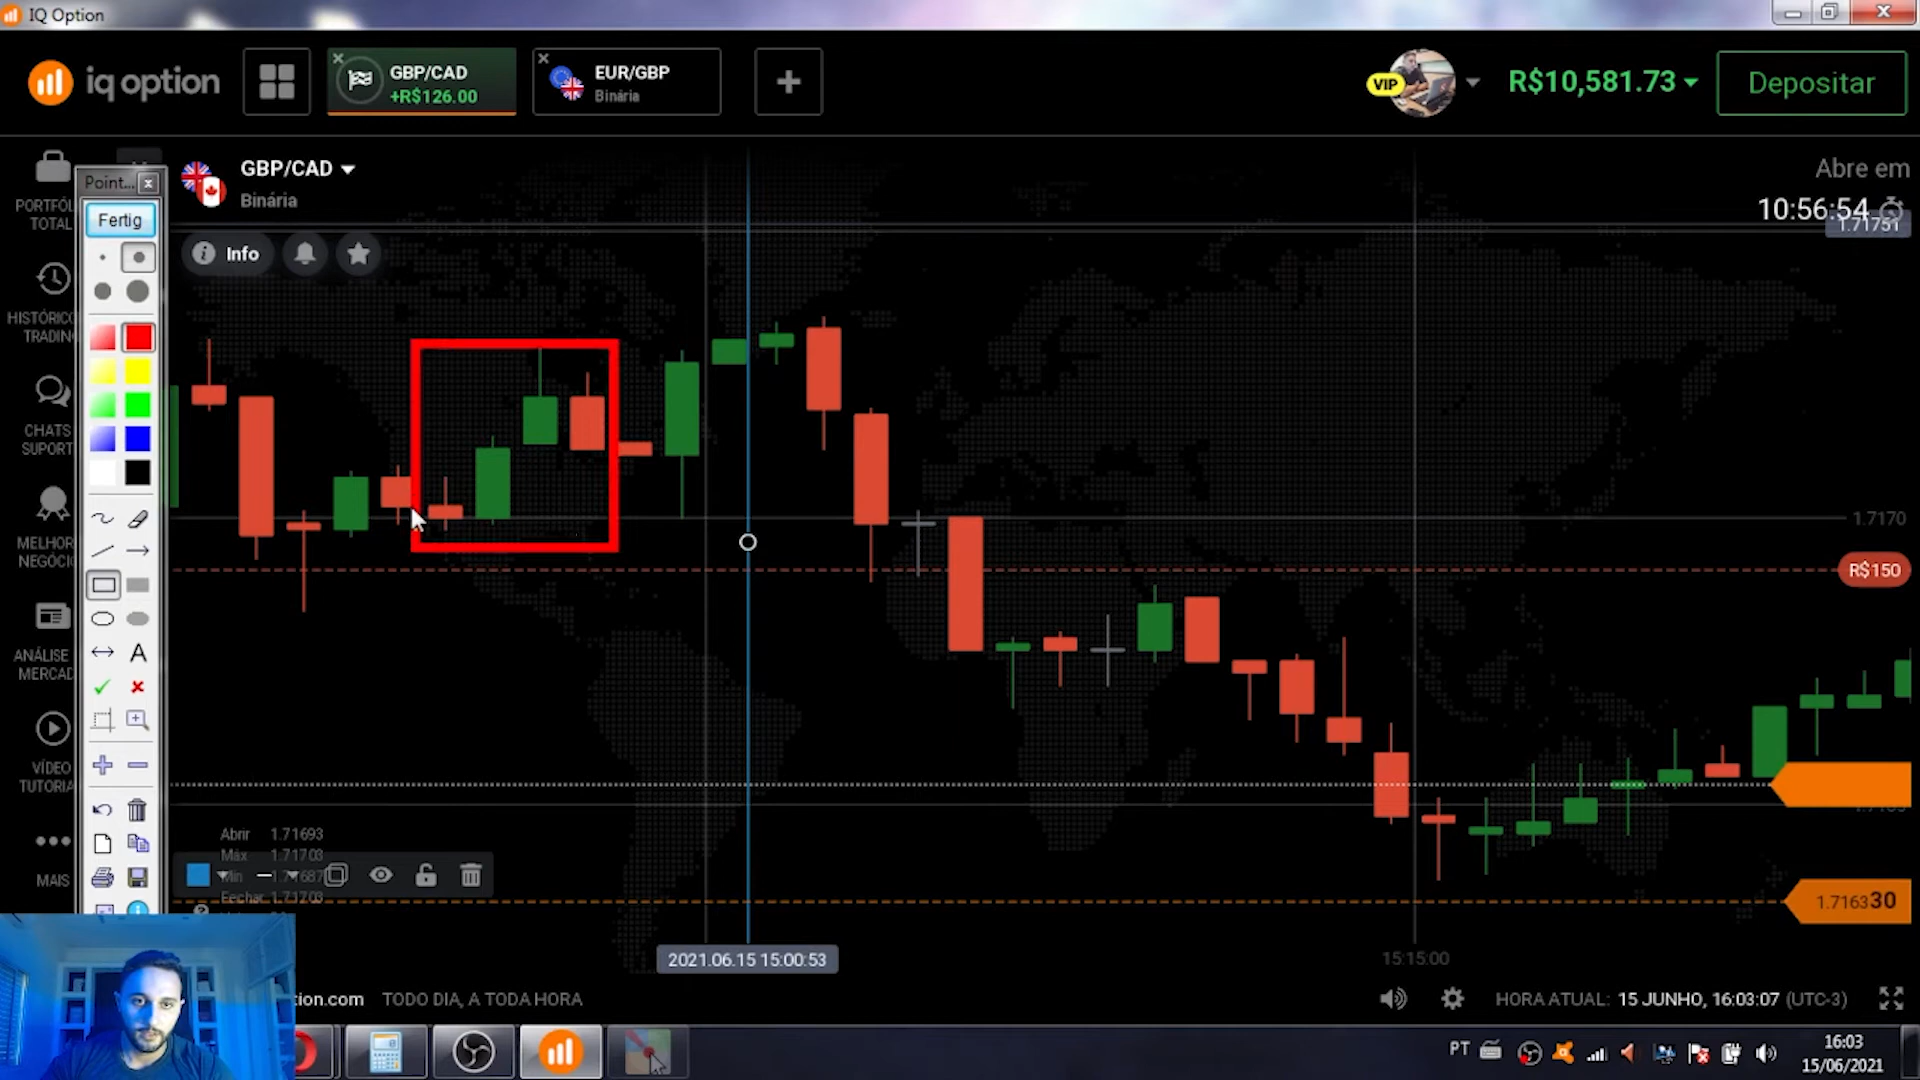 IQ Option
iq option
GBP/CAD
+R$126.00
EUR/GBP
Binária
VIP
R$10,581.73
Depositar
GBP/CAD
Binária
Abre em
10:56:54
1.71751
Info
Point...
Fertig
PORTFÓL
TOTAL
HISTÓRICO
TRADIN
CHATS
SUPORT
MELHOR
NEGÓCI
ANÁLISE
MERCAD
VÍDEO
TUTORIA
MAIS
A
1.7170
R$150
Abrir 1.71693
Máx 1.71703
Min 1.71687
Fechar 1.71703
1.716330
2021.06.15 15:00:53
15:15:00
tion.com TODO DIA, A TODA HORA
HORA ATUAL: 15 JUNHO, 16:03:07 (UTC-3)
PT
16:03
15/06/2021